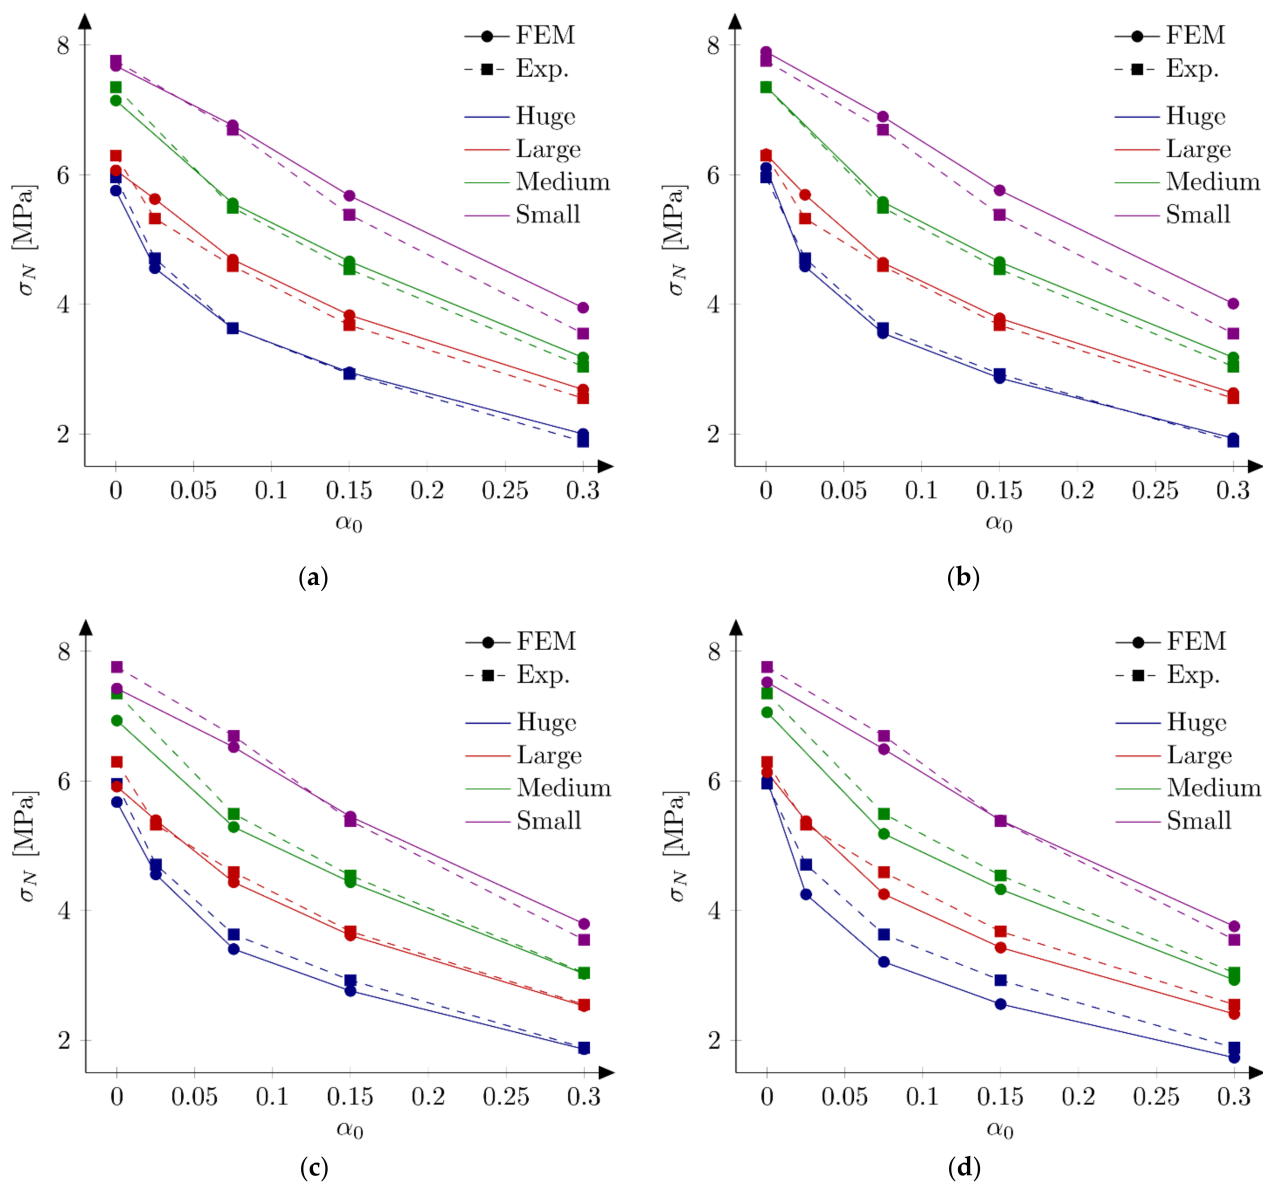 8
6
4
2
σN [MPa]
0 0.05 0.1 0.15 0.2 0.25 0.3
α0
FEM
Exp.
Huge
Large
Medium
Small
(a)
8
6
4
2
σN [MPa]
0 0.05 0.1 0.15 0.2 0.25 0.3
α0
FEM
Exp.
Huge
Large
Medium
Small
(b)
8
6
4
2
σN [MPa]
0 0.05 0.1 0.15 0.2 0.25 0.3
α0
FEM
Exp.
Huge
Large
Medium
Small
(c)
8
6
4
2
σN [MPa]
0 0.05 0.1 0.15 0.2 0.25 0.3
α0
FEM
Exp.
Huge
Large
Medium
Small
(d)